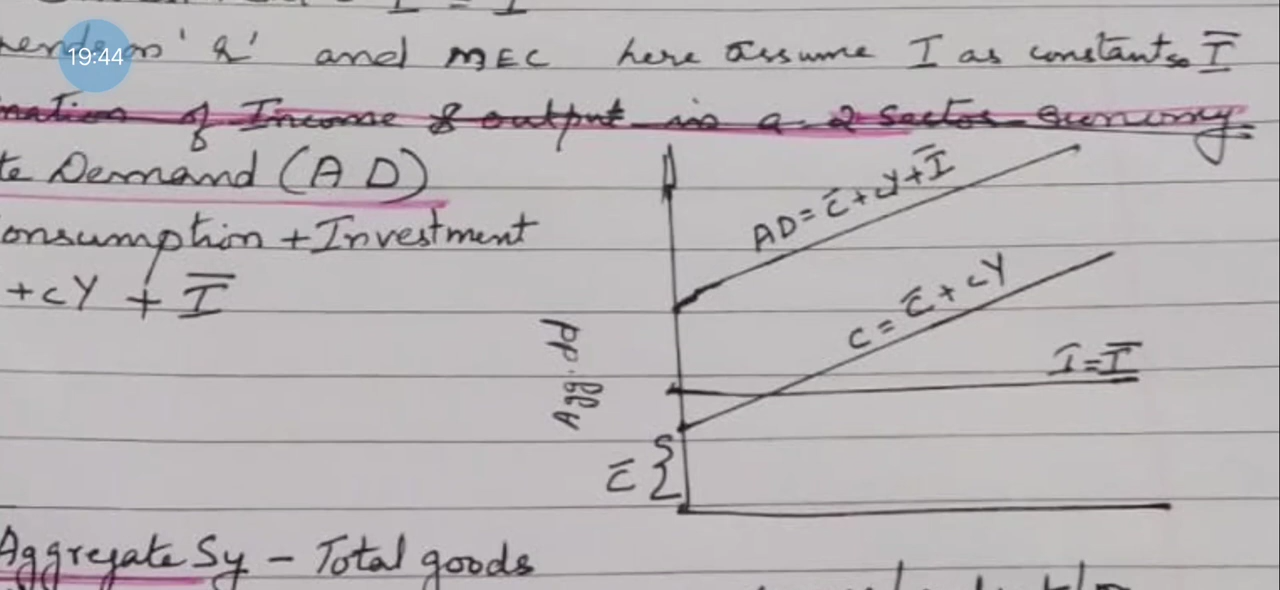 19:44
and MEC here assume I as constant so Ī
Income & output in a 2 Sector Economy
te Demand (AD)
onsumption + Investment
+cY + Ī
AD = C̄ + cY + Ī
C = C̄ + cY
I = Ī
Agg. dd
C̄ {
Aggregate Sy - Total goods